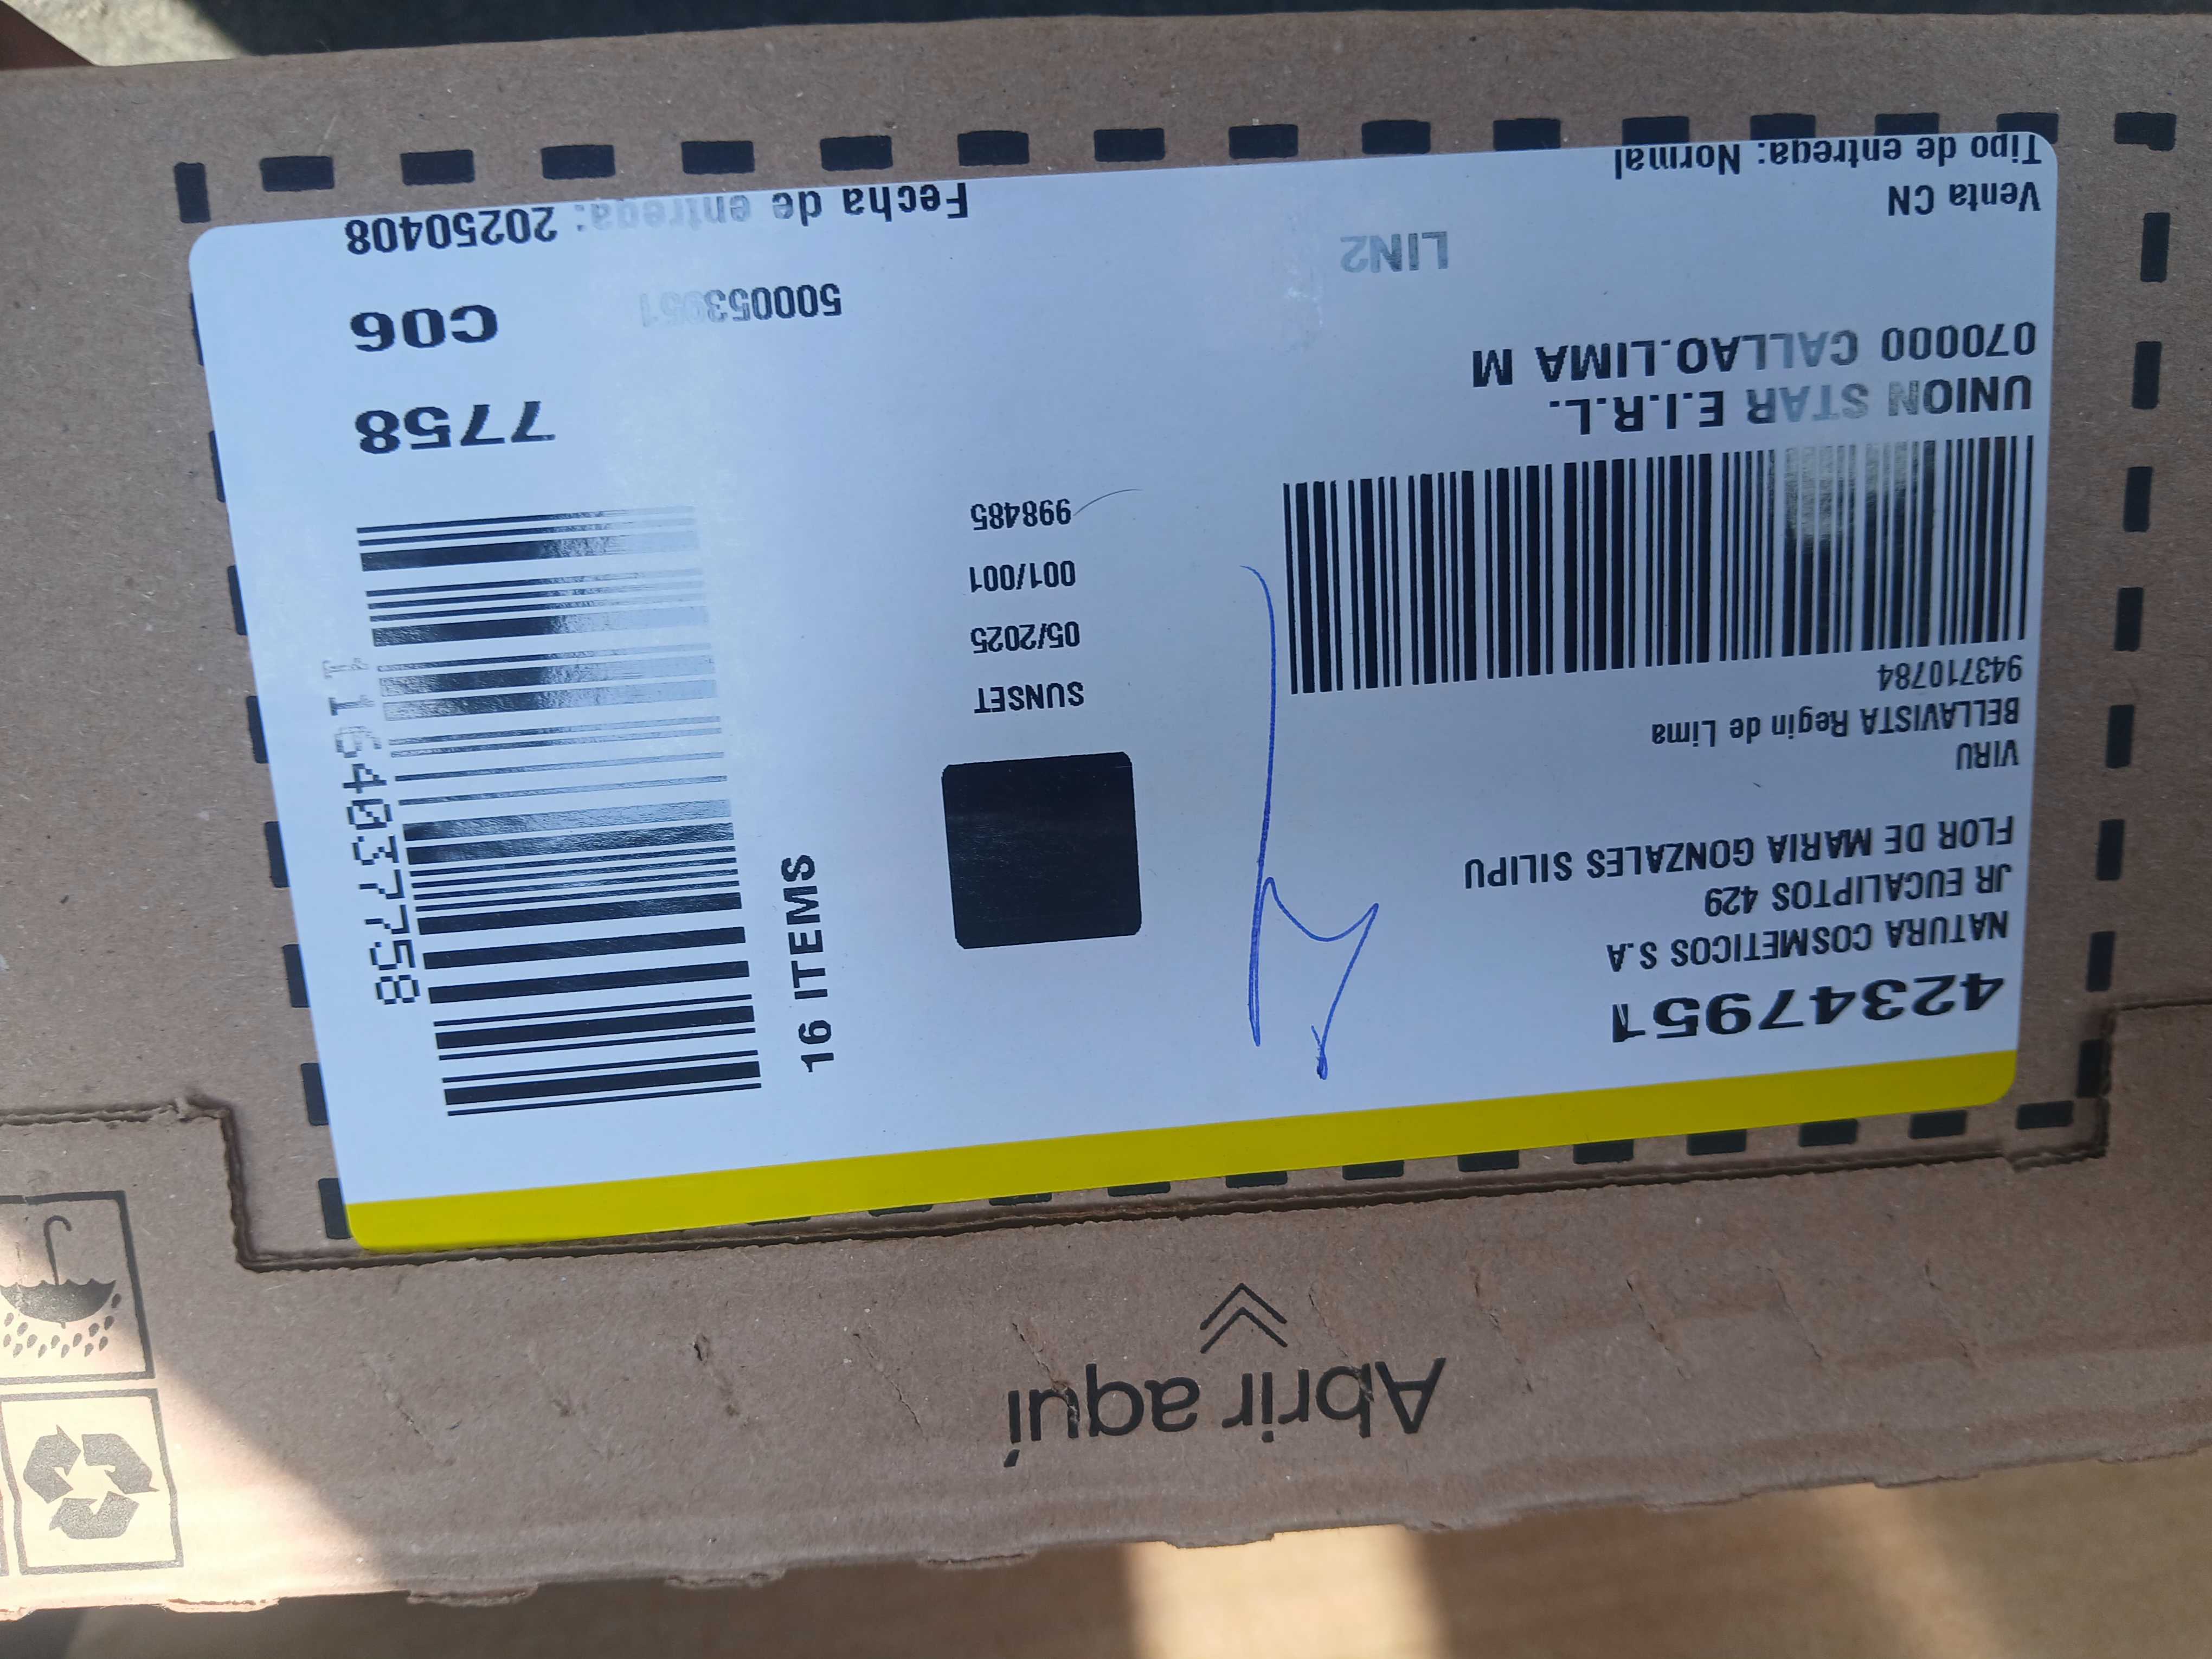 Abrir aquí
42347951
NATURA COSMETICOS S.A
JR EUCALIPTOS 429
FLOR DE MARIA GONZALES SILIPU
VIRU
BELLAVISTA Regin de Lima
943710784
UNION STAR E.I.R.L.
070000 CALLAO.LIMA M
LIN2
Venta CN
Tipo de entrega: Normal
SUNSET
05/2025
001/001
998485
16 ITEMS
7758
C06
500053951
Fecha de entrega: 20250408